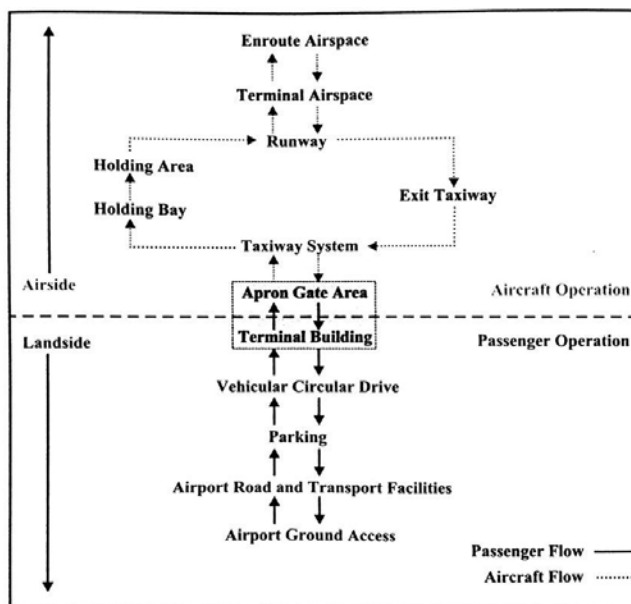 Enroute Airspace
Terminal Airspace
Runway
Holding Area
Exit Taxiway
Holding Bay
Taxiway System
Airside
Apron Gate Area
Aircraft Operation
Landside
Terminal Building
Passenger Operation
Vehicular Circular Drive
Parking
Airport Road and Transport Facilities
Airport Ground Access
Passenger Flow
Aircraft Flow